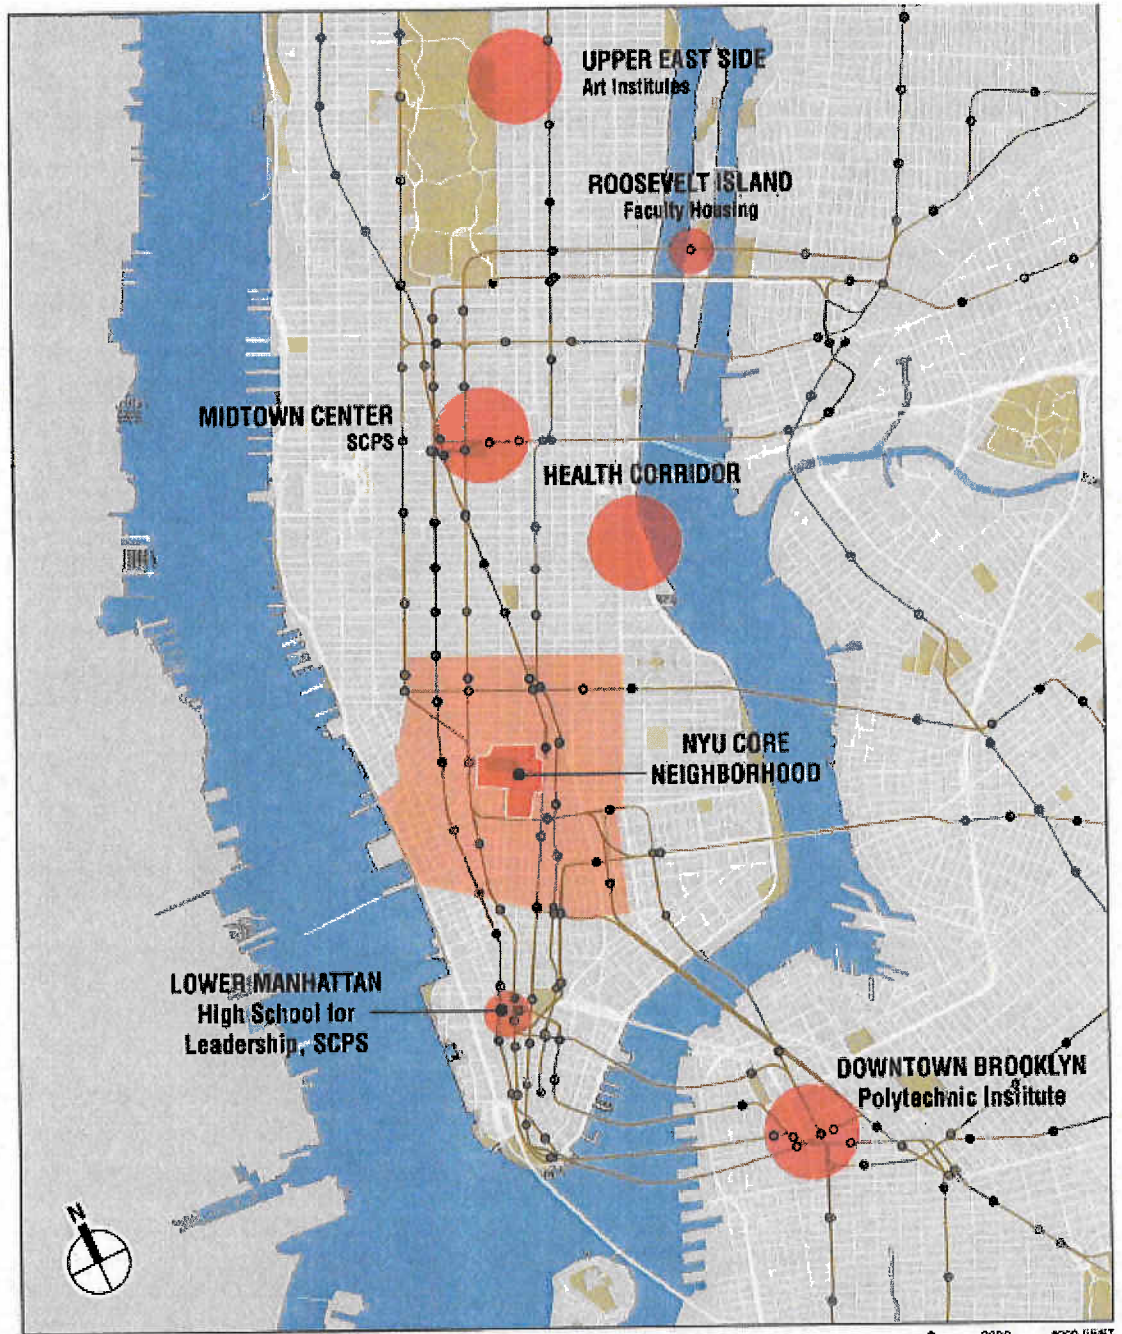 UPPER EAST SIDE
Art Institutes
ROOSEVELT ISLAND
Faculty Housing
MIDTOWN CENTER
SCPS
HEALTH CORRIDOR
NYU CORE
NEIGHBORHOOD
LOWER MANHATTAN
High School for
Leadership, SCPS
DOWNTOWN BROOKLYN
Polytechnic Institute
N